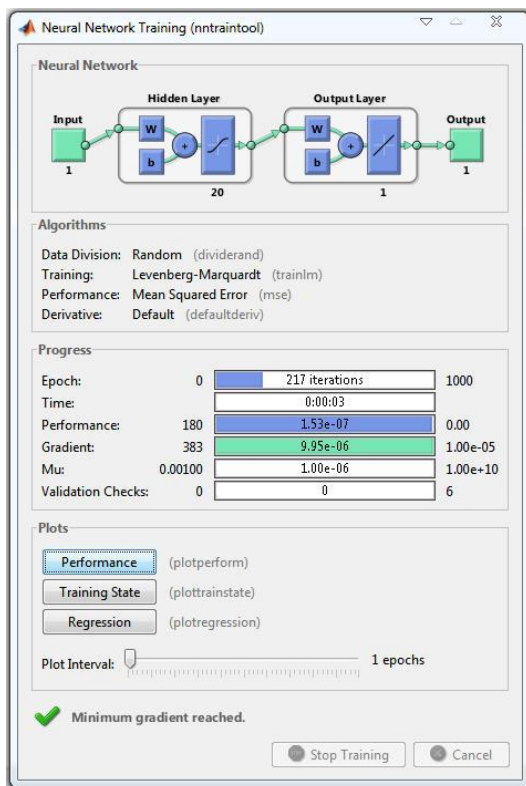 Neural Network Training (nntraintool)
Neural Network
Hidden Layer
Output Layer
Input
Output
W
W
+
+
b
b
1
1
20
1
Algorithms
Data Division: Random (dividerand)
Training: Levenberg-Marquardt (trainlm)
Performance: Mean Squared Error (mse)
Derivative: Default (defaultderiv)
Progress
Epoch: 0 217 iterations 1000
Time: 0:00:03
Performance: 180 1.53e-07 0.00
Gradient: 383 9.95e-06 1.00e-05
Mu: 0.00100 1.00e-06 1.00e+10
Validation Checks: 0 0 6
Plots
Performance (plotperform)
Training State (plottrainstate)
Regression (plotregression)
Plot Interval: 1 epochs
Minimum gradient reached.
Stop Training Cancel